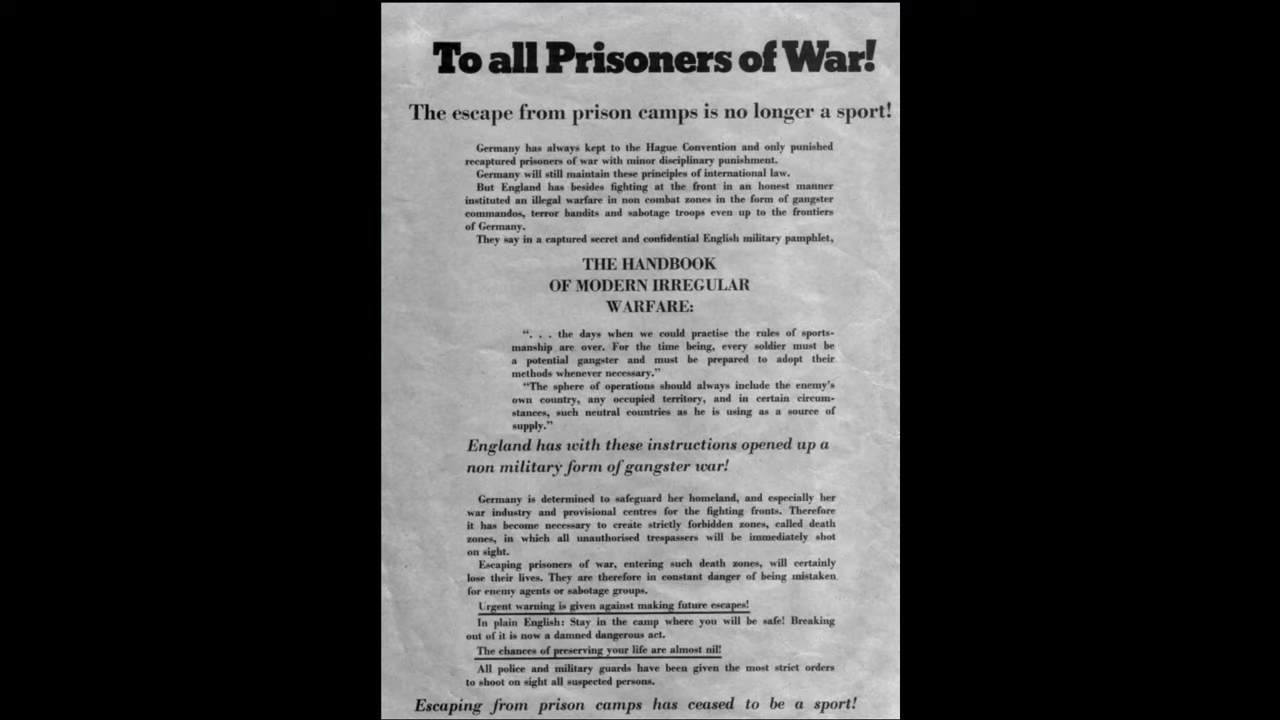 To all Prisoners of War!
The escape from prison camps is no longer a sport!
Germany has always kept to the Hague Convention and only punished
recaptured prisoners of war with minor disciplinary punishment.
Germany will still maintain these principles of international law.
But England has besides fighting at the front in an honest manner
instituted an illegal warfare in non combat zones in the form of gangster
commandos, terror bandits and sabotage troops even up to the frontiers
of Germany.
They say in a captured secret and confidential English military pamphlet,
THE HANDBOOK
OF MODERN IRREGULAR
WARFARE:
“. . . the days when we could practise the rules of sports-
manship are over. For the time being, every soldier must be
a potential gangster and must be prepared to adopt their
methods whenever necessary.”
“The sphere of operations should always include the enemy’s
own country, any occupied territory, and in certain circum-
stances, such neutral countries as he is using as a source of
supply.”
England has with these instructions opened up a
non military form of gangster war!
Germany is determined to safeguard her homeland, and especially her
war industry and provisional centres for the fighting fronts. Therefore
it has become necessary to create strictly forbidden zones, called death
zones, in which all unauthorised trespassers will be immediately shot
on sight.
Escaping prisoners of war, entering such death zones, will certainly
lose their lives. They are therefore in constant danger of being mistaken
for enemy agents or sabotage groups.
Urgent warning is given against making future escapes!
In plain English: Stay in the camp where you will be safe! Breaking
out of it is now a damned dangerous act.
The chances of preserving your life are almost nil!
All police and military guards have been given the most strict orders
to shoot on sight all suspected persons.
Escaping from prison camps has ceased to be a sport!